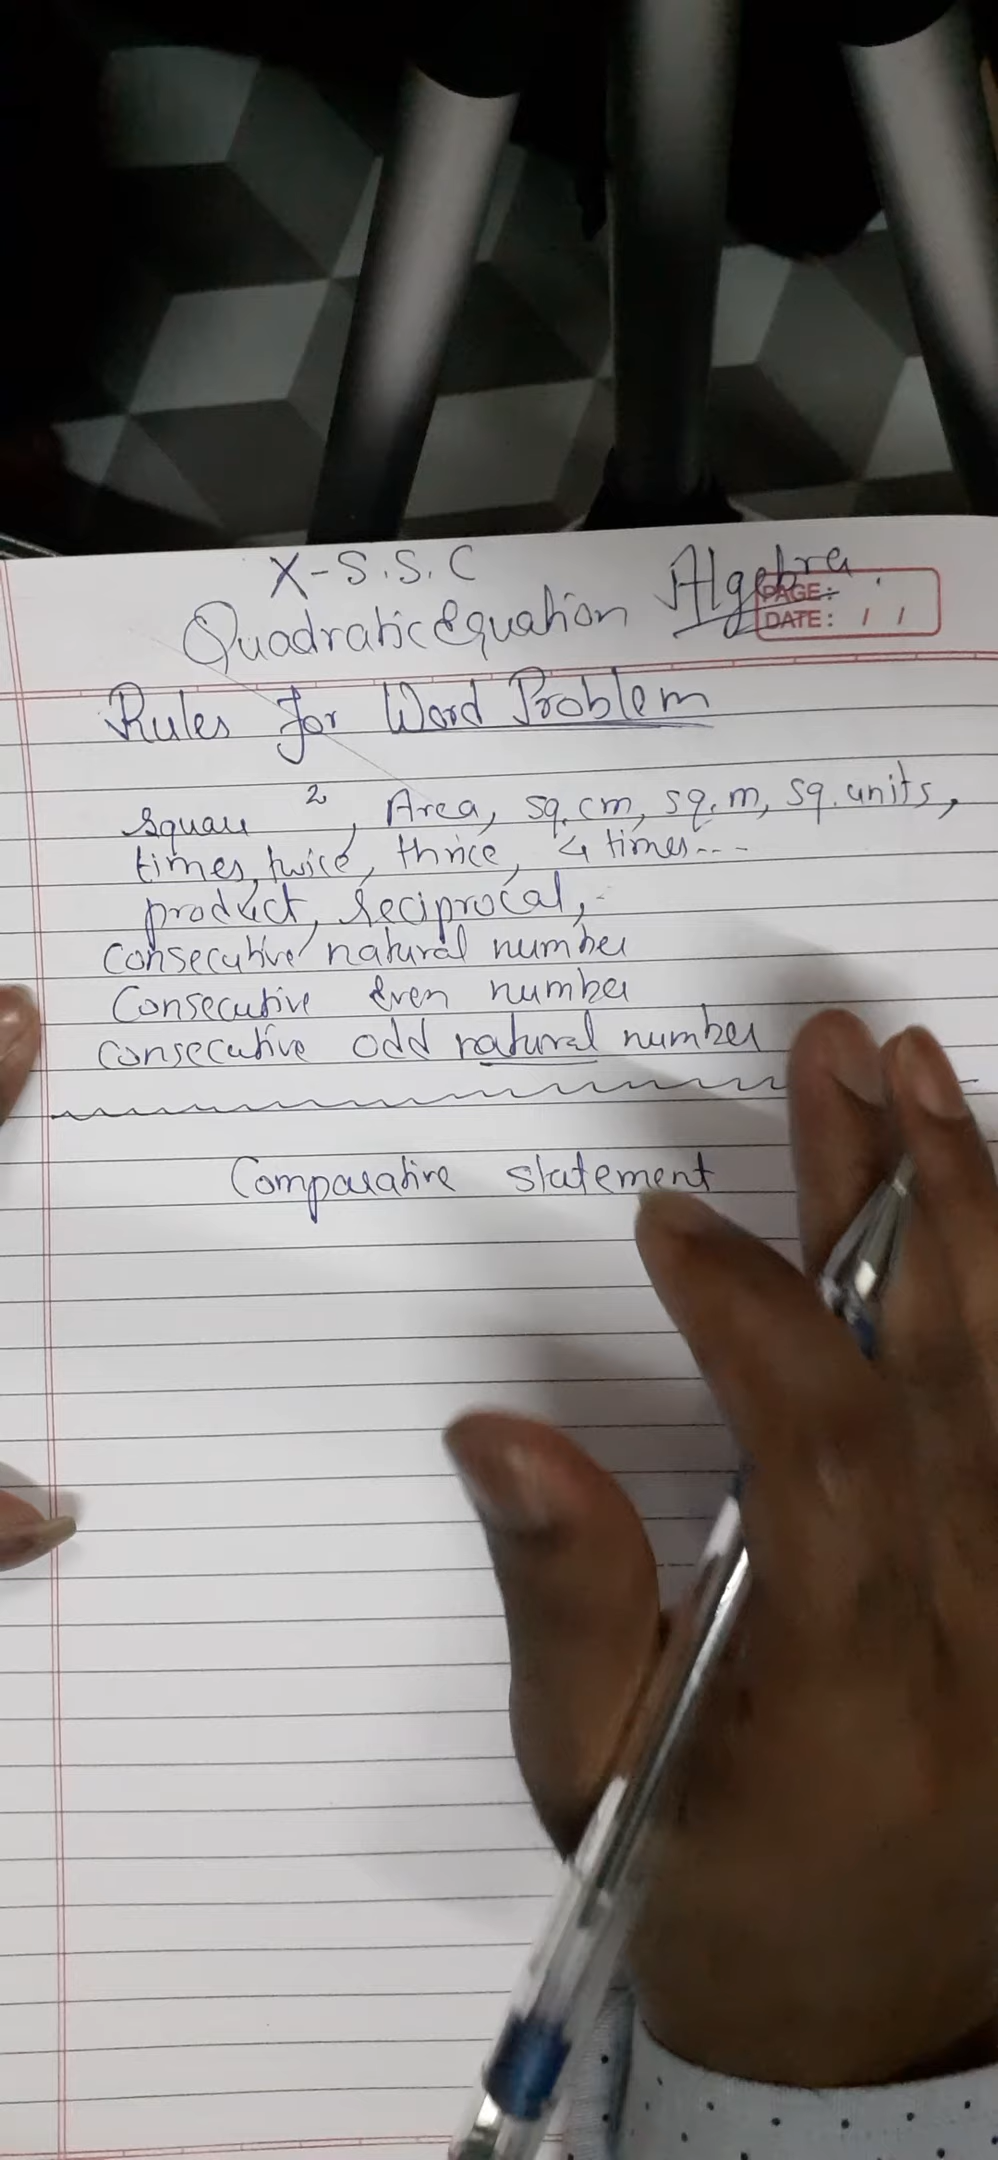 X-S.S.C
Quadratic Equation Algebra
PAGE:
DATE: / /
Rules for Word Problem
square ², Area, sq.cm, sq.m, sq.units,
times, twice, thrice, 4 times...
product, reciprocal,
consecutive natural number
Consecutive even number
consecutive odd natural number
Comparative statement